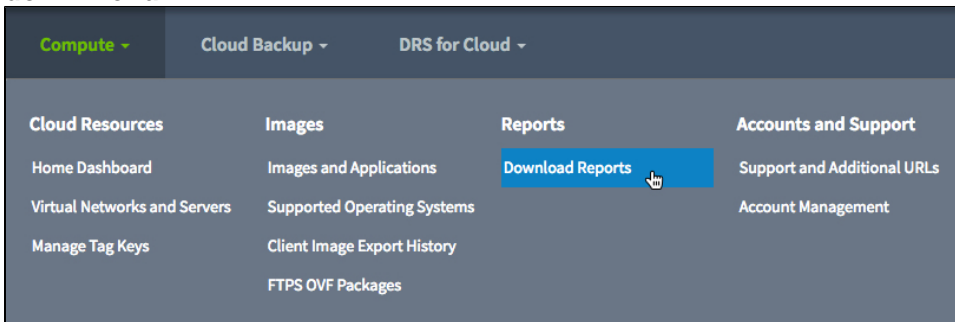 Compute
Cloud Backup
DRS for Cloud
Cloud Resources
Home Dashboard
Virtual Networks and Servers
Manage Tag Keys
Images
Images and Applications
Supported Operating Systems
Client Image Export History
FTPS OVF Packages
Reports
Download Reports
Accounts and Support
Support and Additional URLs
Account Management